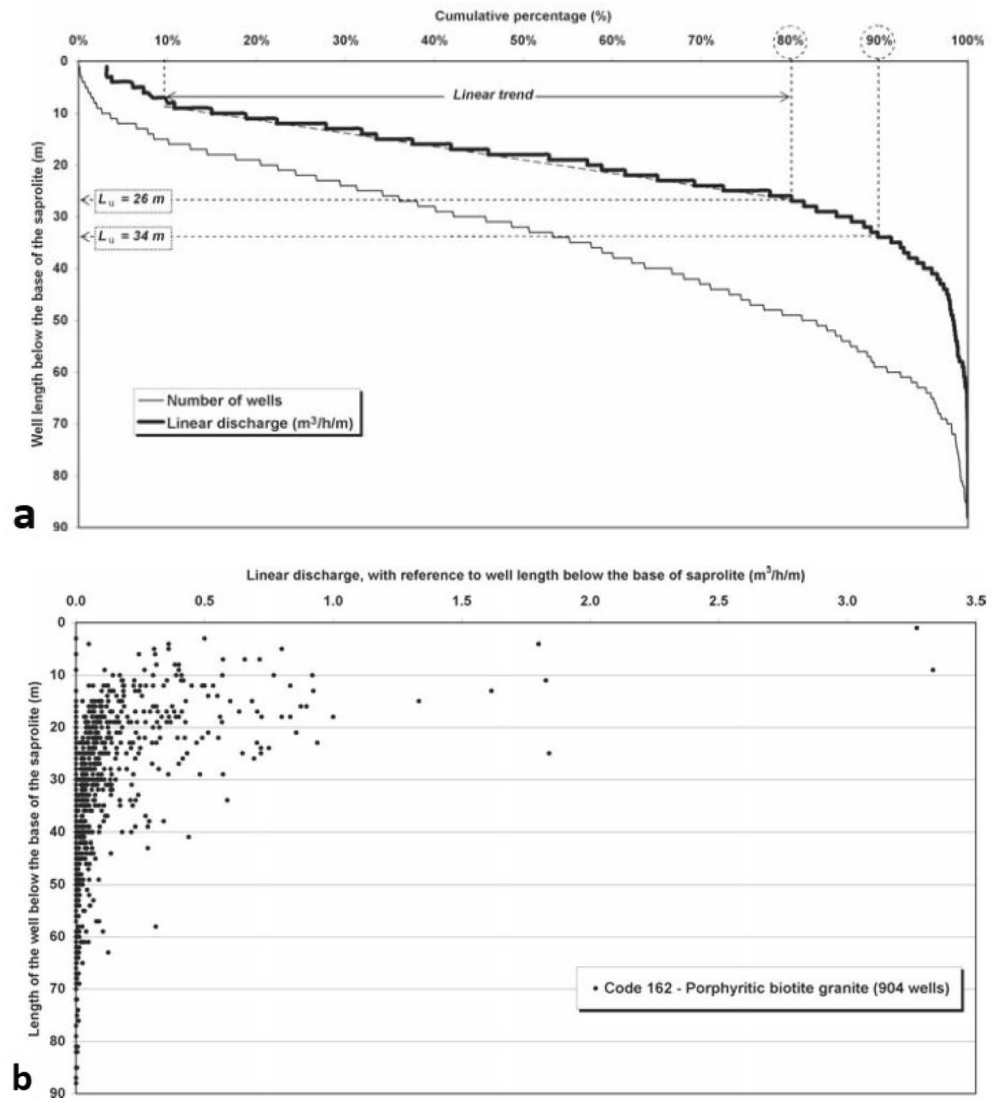 Cumulative percentage (%)
0% 10% 20% 30% 40% 50% 60% 70% 80% 90% 100%
Well length below the base of the saprolite (m)
0
10
20
30
40
50
60
70
80
90
Linear trend
L u = 26 m
L u = 34 m
Number of wells
Linear discharge (m³/h/m)
a
Linear discharge, with reference to well length below the base of saprolite (m³/h/m)
0.0 0.5 1.0 1.5 2.0 2.5 3.0 3.5
Length of the well below the base of the saprolite (m)
0
10
20
30
40
50
60
70
80
90
• Code 162 - Porphyritic biotite granite (904 wells)
b